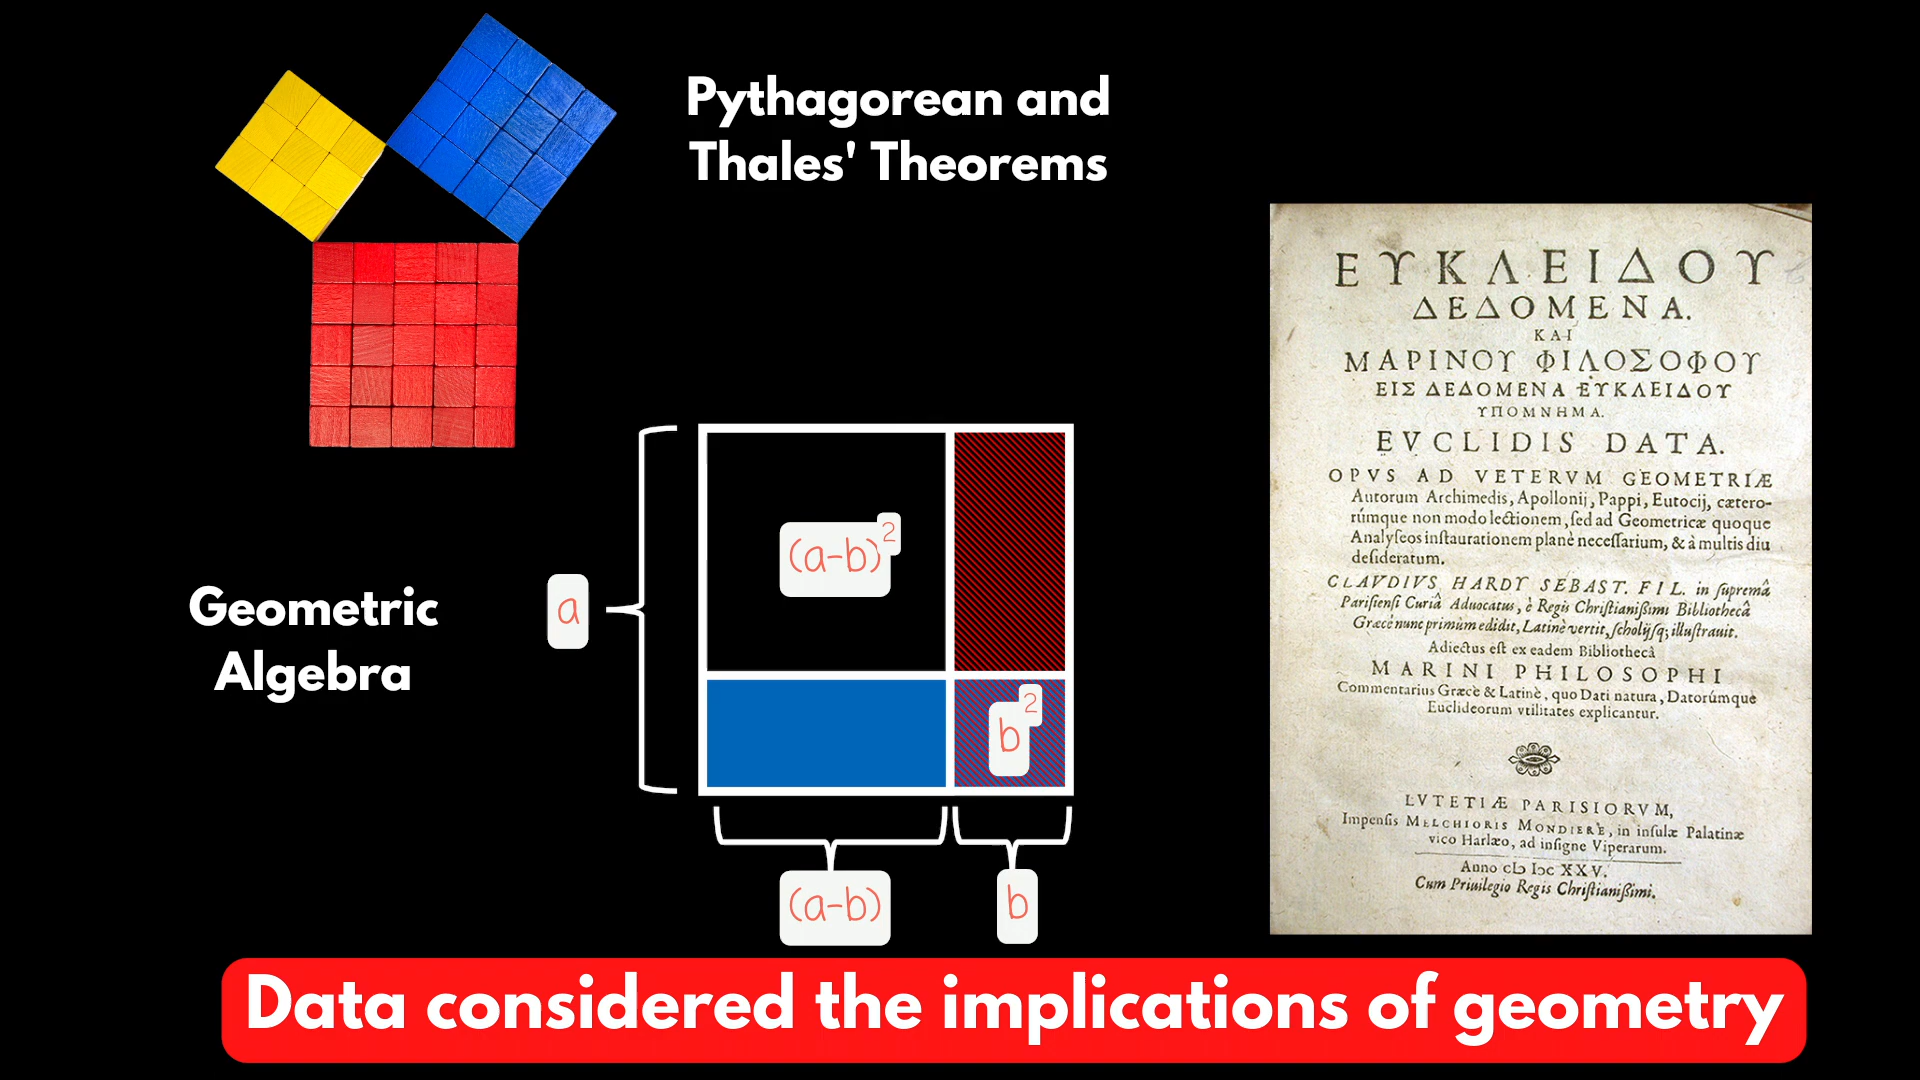 Pythagorean and
Thales' Theorems
Geometric
Algebra
a
(a-b)²
b²
(a-b)
b
ΕΥΚΛΕΙΔΟΥ
ΔΕΔΟΜΕΝΑ.
ΚΑΙ
ΜΑΡΙΝΟΥ ΦΙΛΟΣΟΦΟΥ
ΕΙΣ ΔΕΔΟΜΕΝΑ ΕΥΚΛΕΙΔΟΥ
ΥΠΟΜΝΗΜΑ.
EVCLIDIS DATA.
OPVS AD VETERVM GEOMETRIÆ
Autorum Archimedis, Apollonij, Pappi, Eutocij, cætero-
rúmque non modo lectionem, ſed ad Geometricæ quoque
Analyſeos inſtaurationem planè neceſſarium, & à multis diu
deſideratum.
CLAVDIVS HARDY SEBAST. FIL. in ſupremâ
Pariſienſi Curiâ Aduocatus, è Regis Chriſtianißimi Bibliothecâ
Græcè nunc primùm edidit, Latinè vertit, ſcholijſq; illuſtrauit.
Adiectus eſt ex eadem Bibliothecâ
MARINI PHILOSOPHI
Commentarius Græcè & Latinè, quo Dati natura, Datorúmque
Euclideorum vtilitates explicantur.
LVTETIÆ PARISIORVM,
Impenſis MELCHIORIS MONDIERE, in inſulæ Palatinæ
vico Harlæo, ad inſigne Viperarum.
Anno cIↃ Iↄc XXV.
Cum Priuilegio Regis Chriſtianißimi.
Data considered the implications of geometry